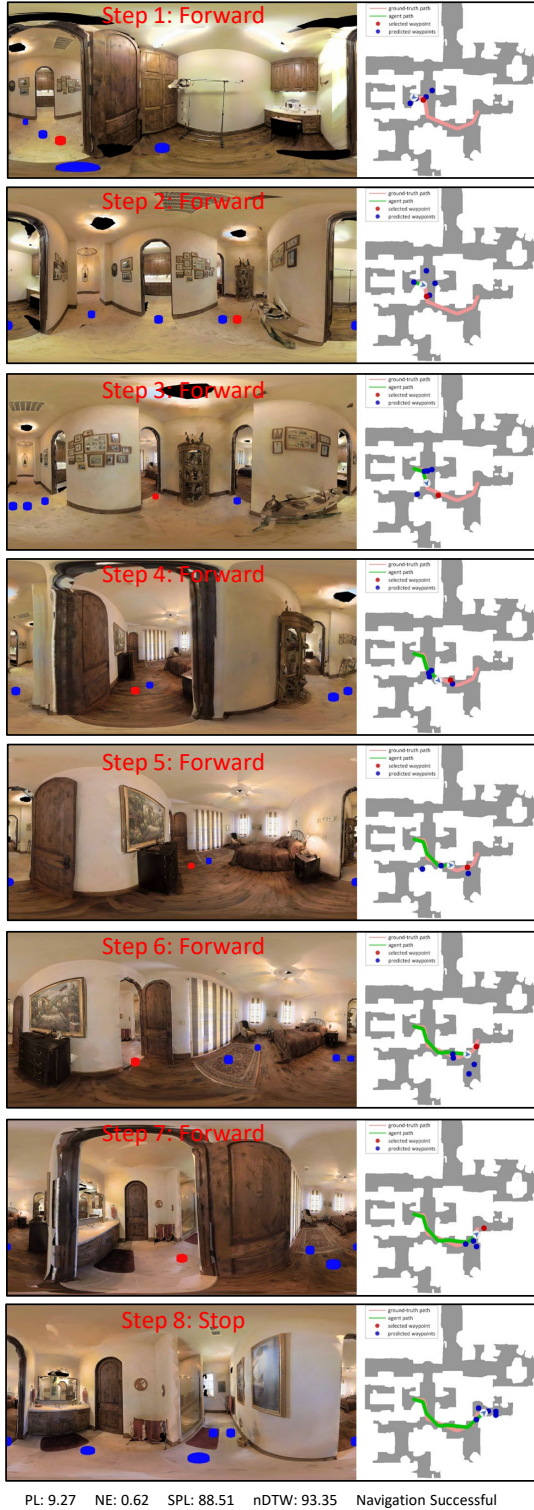 Step 1: Forward
ground-truth path
agent path
selected waypoint
predicted waypoints
Step 2: Forward
ground-truth path
agent path
selected waypoint
predicted waypoints
Step 3: Forward
ground-truth path
agent path
selected waypoint
predicted waypoints
Step 4: Forward
ground-truth path
agent path
selected waypoint
predicted waypoints
Step 5: Forward
ground-truth path
agent path
selected waypoint
predicted waypoints
Step 6: Forward
ground-truth path
agent path
selected waypoint
predicted waypoints
Step 7: Forward
ground-truth path
agent path
selected waypoint
predicted waypoints
Step 8: Stop
ground-truth path
agent path
selected waypoint
predicted waypoints
PL: 9.27 NE: 0.62 SPL: 88.51 nDTW: 93.35 Navigation Successful